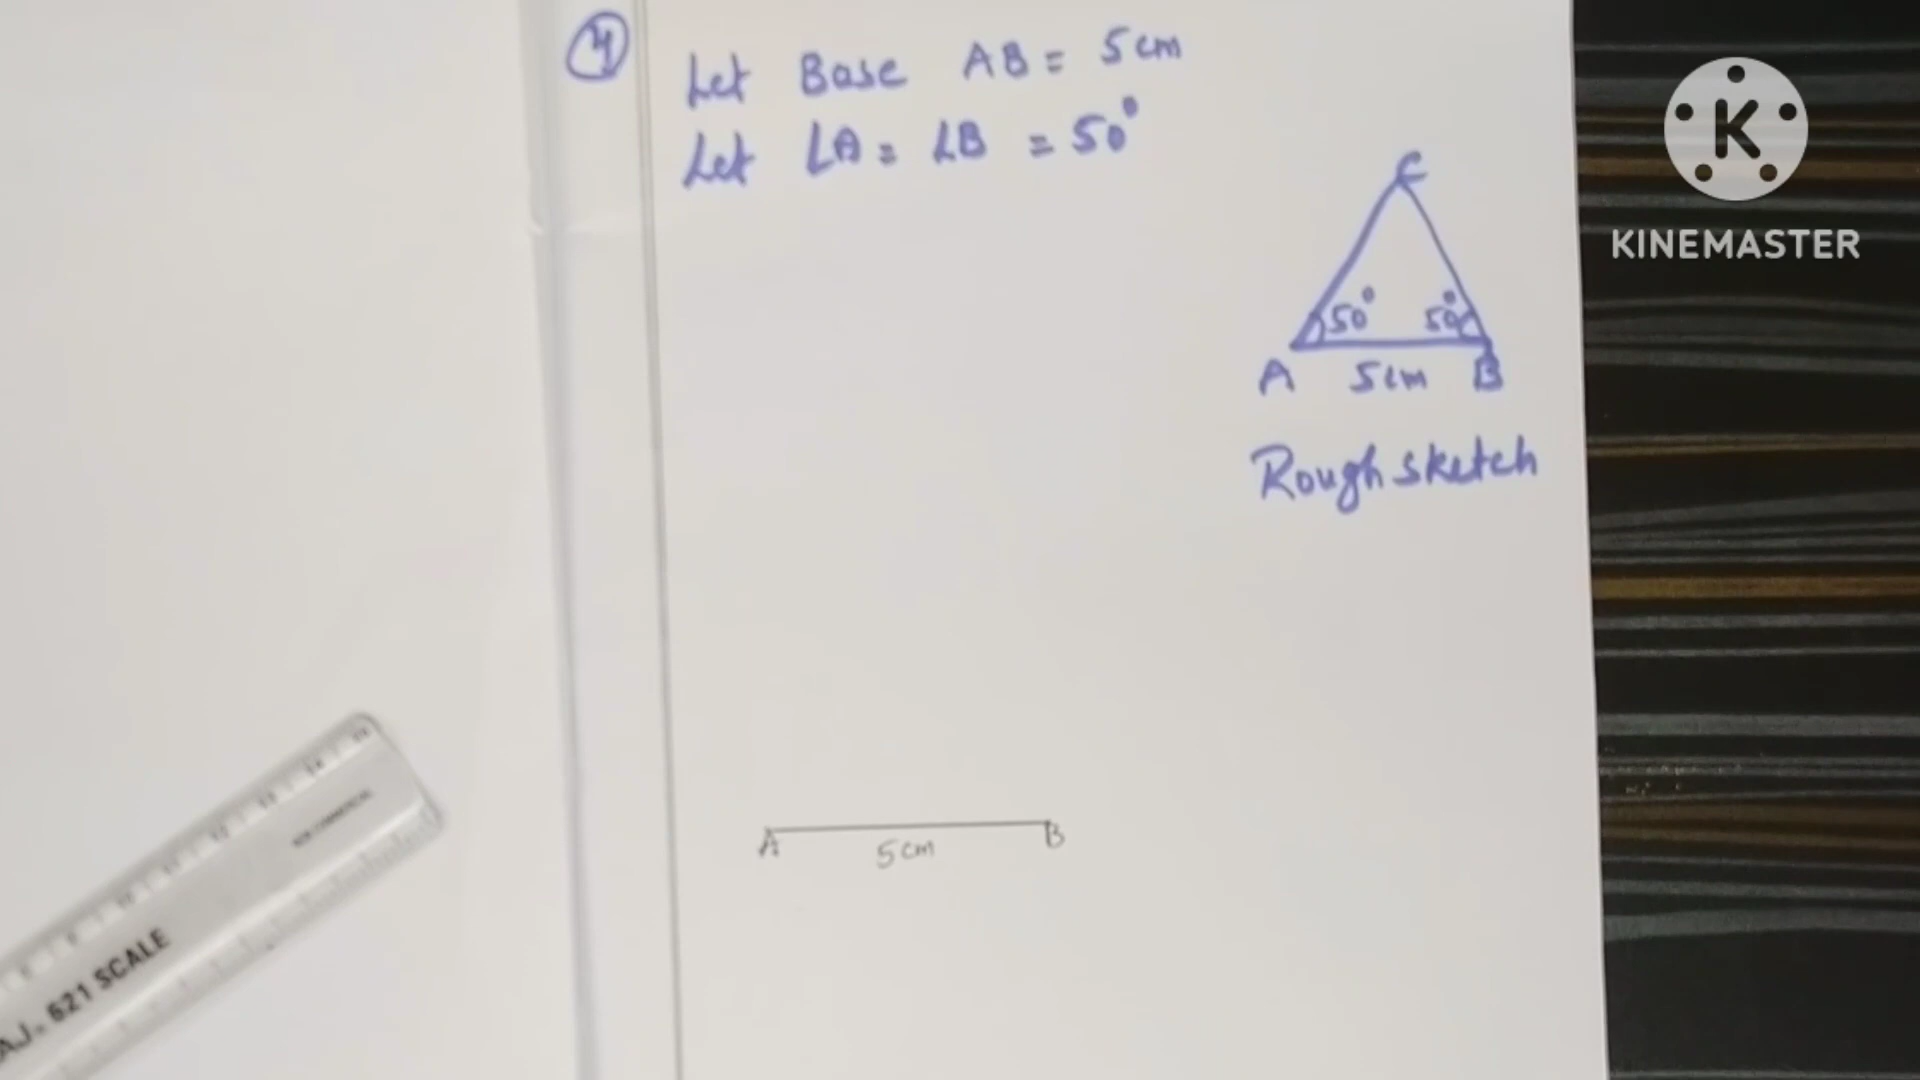 4
Let Base AB = 5cm
Let ∠A = ∠B = 50°
C
50° 50°
A 5cm B
Rough sketch
A 5cm B
621 SCALE
K
KINEMASTER